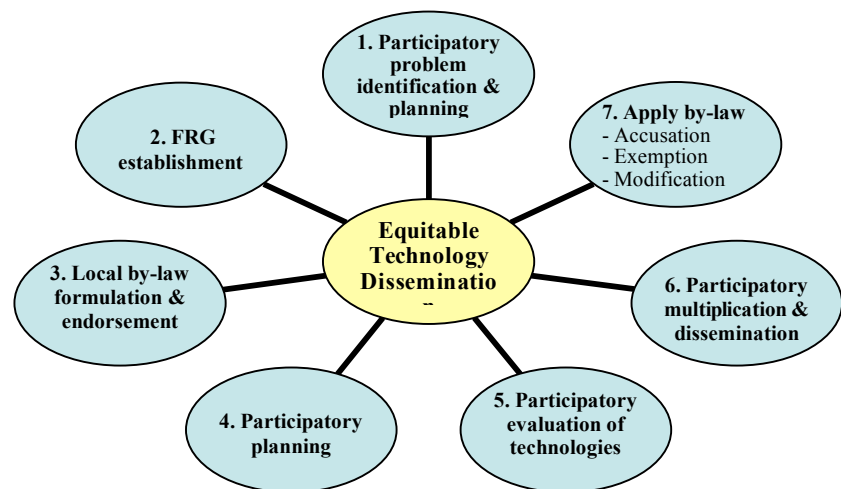 1. Participatory
problem
identification &
planning
2. FRG
establishment
3. Local by-law
formulation &
endorsement
4. Participatory
planning
5. Participatory
evaluation of
technologies
6. Participatory
multiplication &
dissemination
7. Apply by-law
- Accusation
- Exemption
- Modification
Equitable
Technology
Disseminatio
n